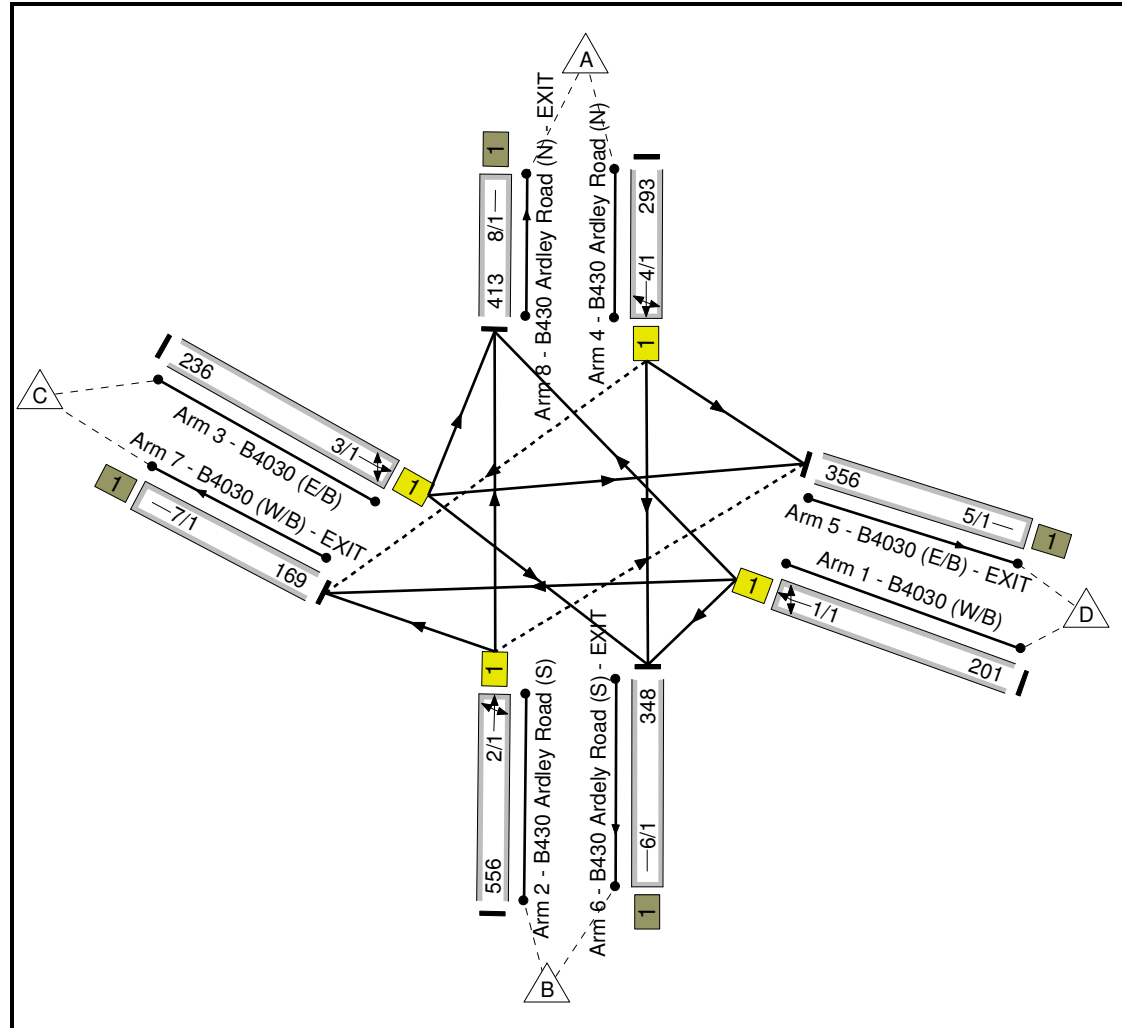 A
1
8/1
413
Arm 8 - B430 Ardley Road (N) - EXIT
Arm 4 - B430 Ardley Road (N)
293
4/1
1
236
3/1
1
C
Arm 3 - B4030 (E/B)
Arm 7 - B4030 (W/B) - EXIT
1
7/1
169
356
5/1
1
Arm 5 - B4030 (E/B) - EXIT
Arm 1 - B4030 (W/B)
D
1
1/1
201
1
2/1
556
Arm 2 - B430 Ardley Road (S)
Arm 6 - B430 Ardely Road (S) - EXIT
348
6/1
1
B